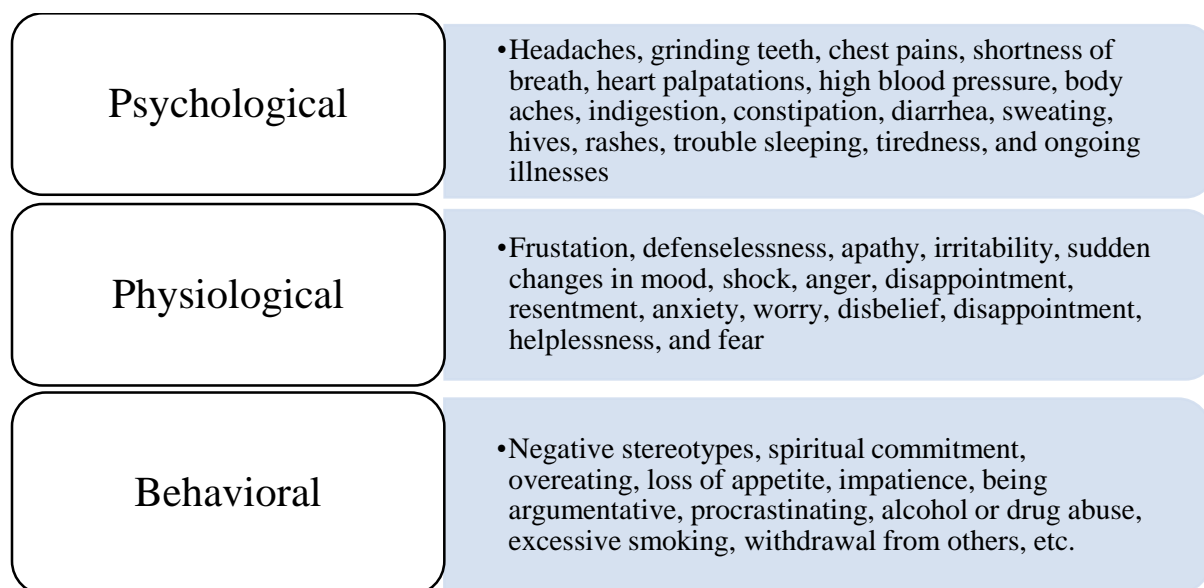 Psychological
•Headaches, grinding teeth, chest pains, shortness of
breath, heart palpatations, high blood pressure, body
aches, indigestion, constipation, diarrhea, sweating,
hives, rashes, trouble sleeping, tiredness, and ongoing
illnesses
Physiological
•Frustation, defenselessness, apathy, irritability, sudden
changes in mood, shock, anger, disappointment,
resentment, anxiety, worry, disbelief, disappointment,
helplessness, and fear
Behavioral
•Negative stereotypes, spiritual commitment,
overeating, loss of appetite, impatience, being
argumentative, procrastinating, alcohol or drug abuse,
excessive smoking, withdrawal from others, etc.